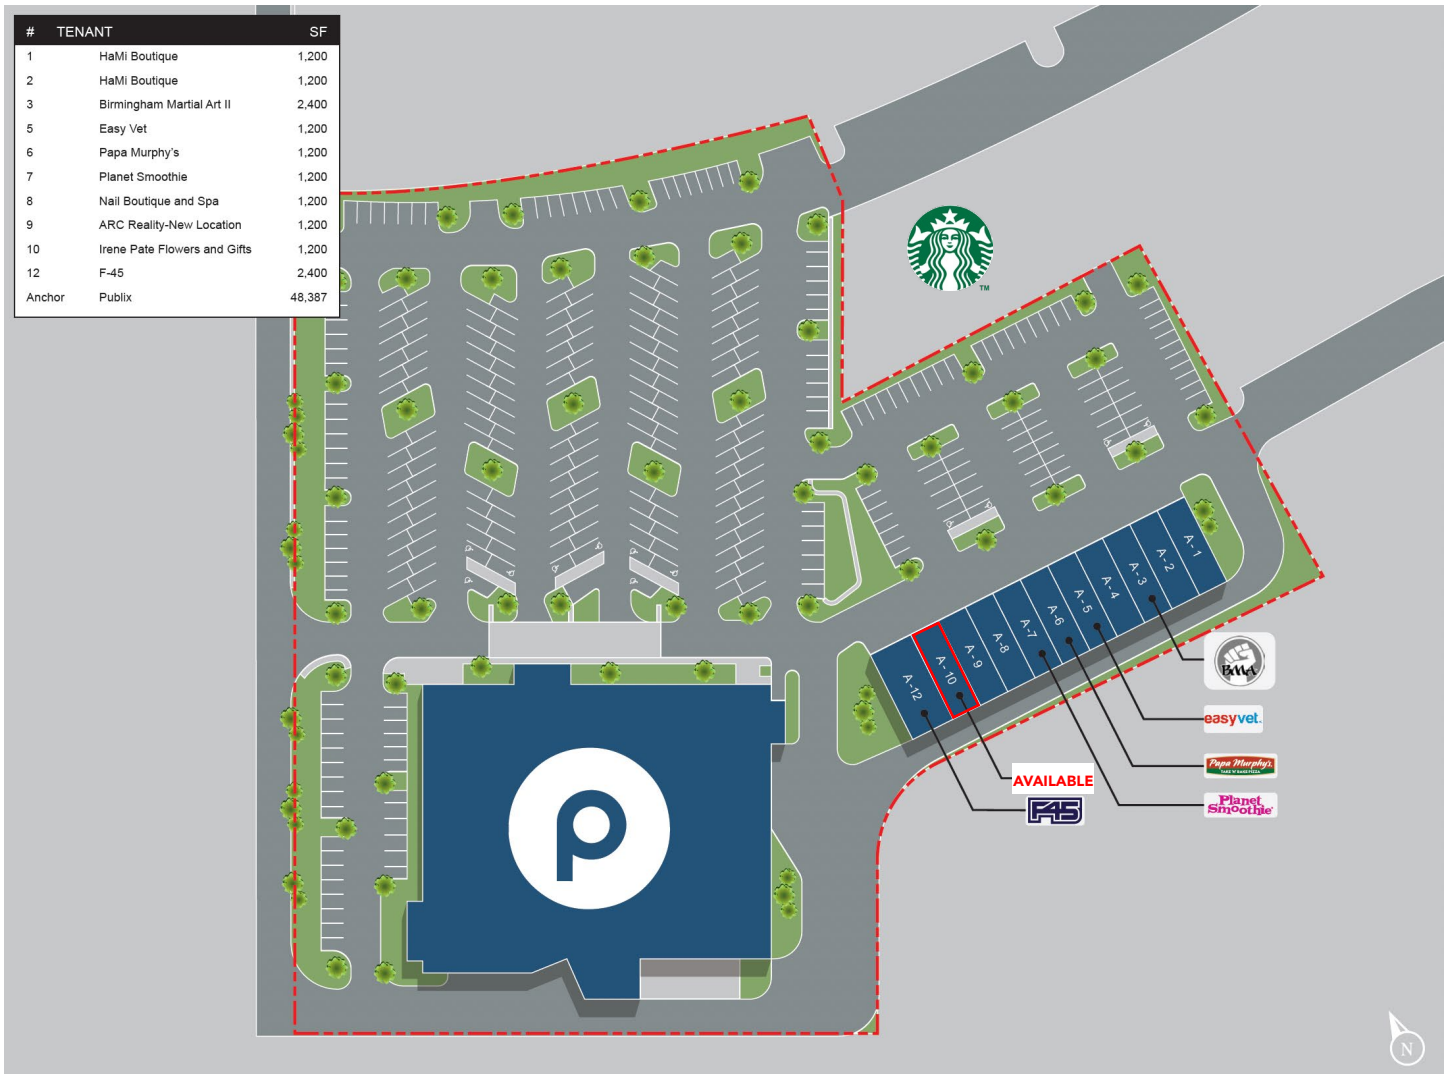 # TENANT SF
1 HaMi Boutique 1,200
2 HaMi Boutique 1,200
3 Birmingham Martial Art II 2,400
5 Easy Vet 1,200
6 Papa Murphy's 1,200
7 Planet Smoothie 1,200
8 Nail Boutique and Spa 1,200
9 ARC Reality-New Location 1,200
10 Irene Pate Flowers and Gifts 1,200
12 F-45 2,400
Anchor Publix 48,387
TM
A - 1
A - 2
A - 3
A - 4
A - 5
A - 6
A - 7
A - 8
A - 9
A - 10
A - 12
BMA
easyvet.
Papa Murphy's
TAKE 'N' BAKE PIZZA
Planet
Smoothie
AVAILABLE
F45
p
N